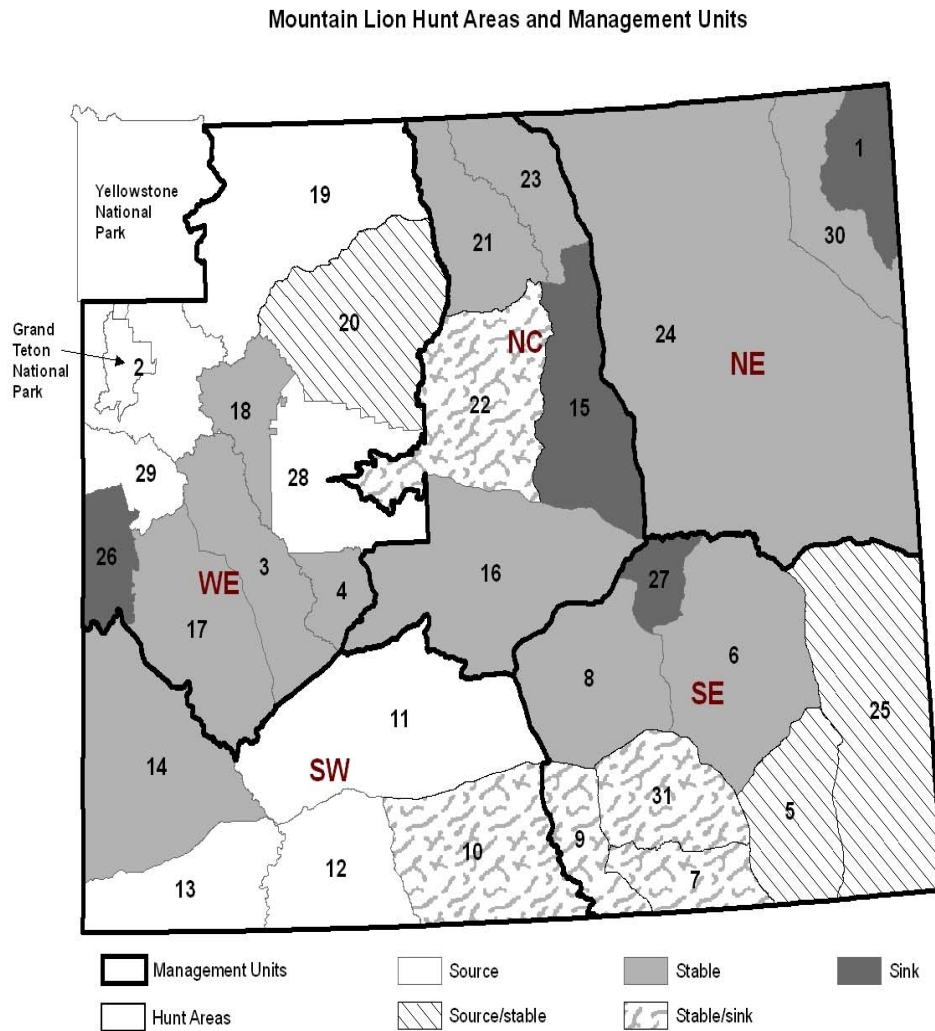 Mountain Lion Hunt Areas and Management Units
Yellowstone
National
Park
19
23
1
30
21
20
Grand
Teton
National
Park
2
NC
24
NE
18
22
15
29
28
26
3
WE
4
16
27
17
8
6
SE
25
11
14
SW
31
5
10
9
12
7
13
Management Units
Source
Stable
Sink
Hunt Areas
Source/stable
Stable/sink